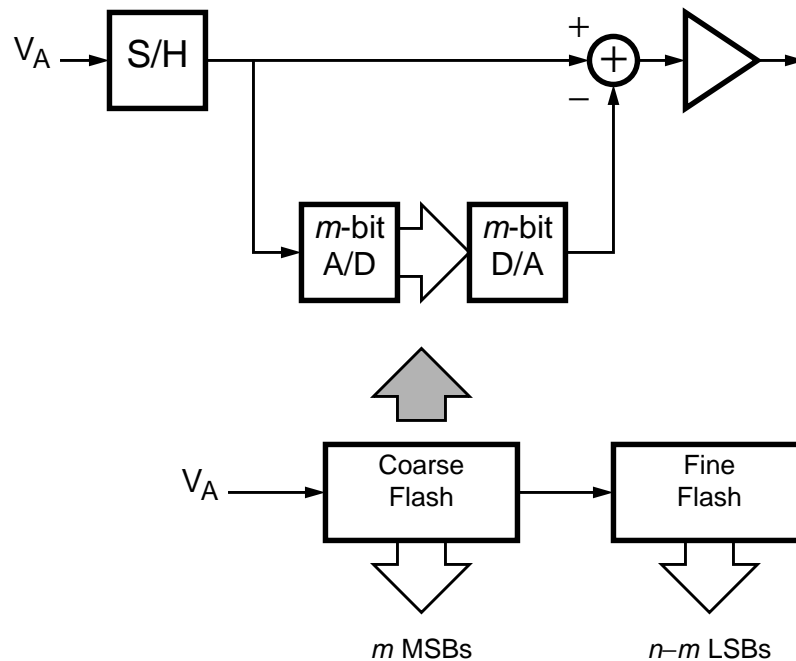 V_A
S/H
+
+
−
m-bit
A/D
m-bit
D/A
V_A
Coarse
Flash
Fine
Flash
m MSBs
n−m LSBs